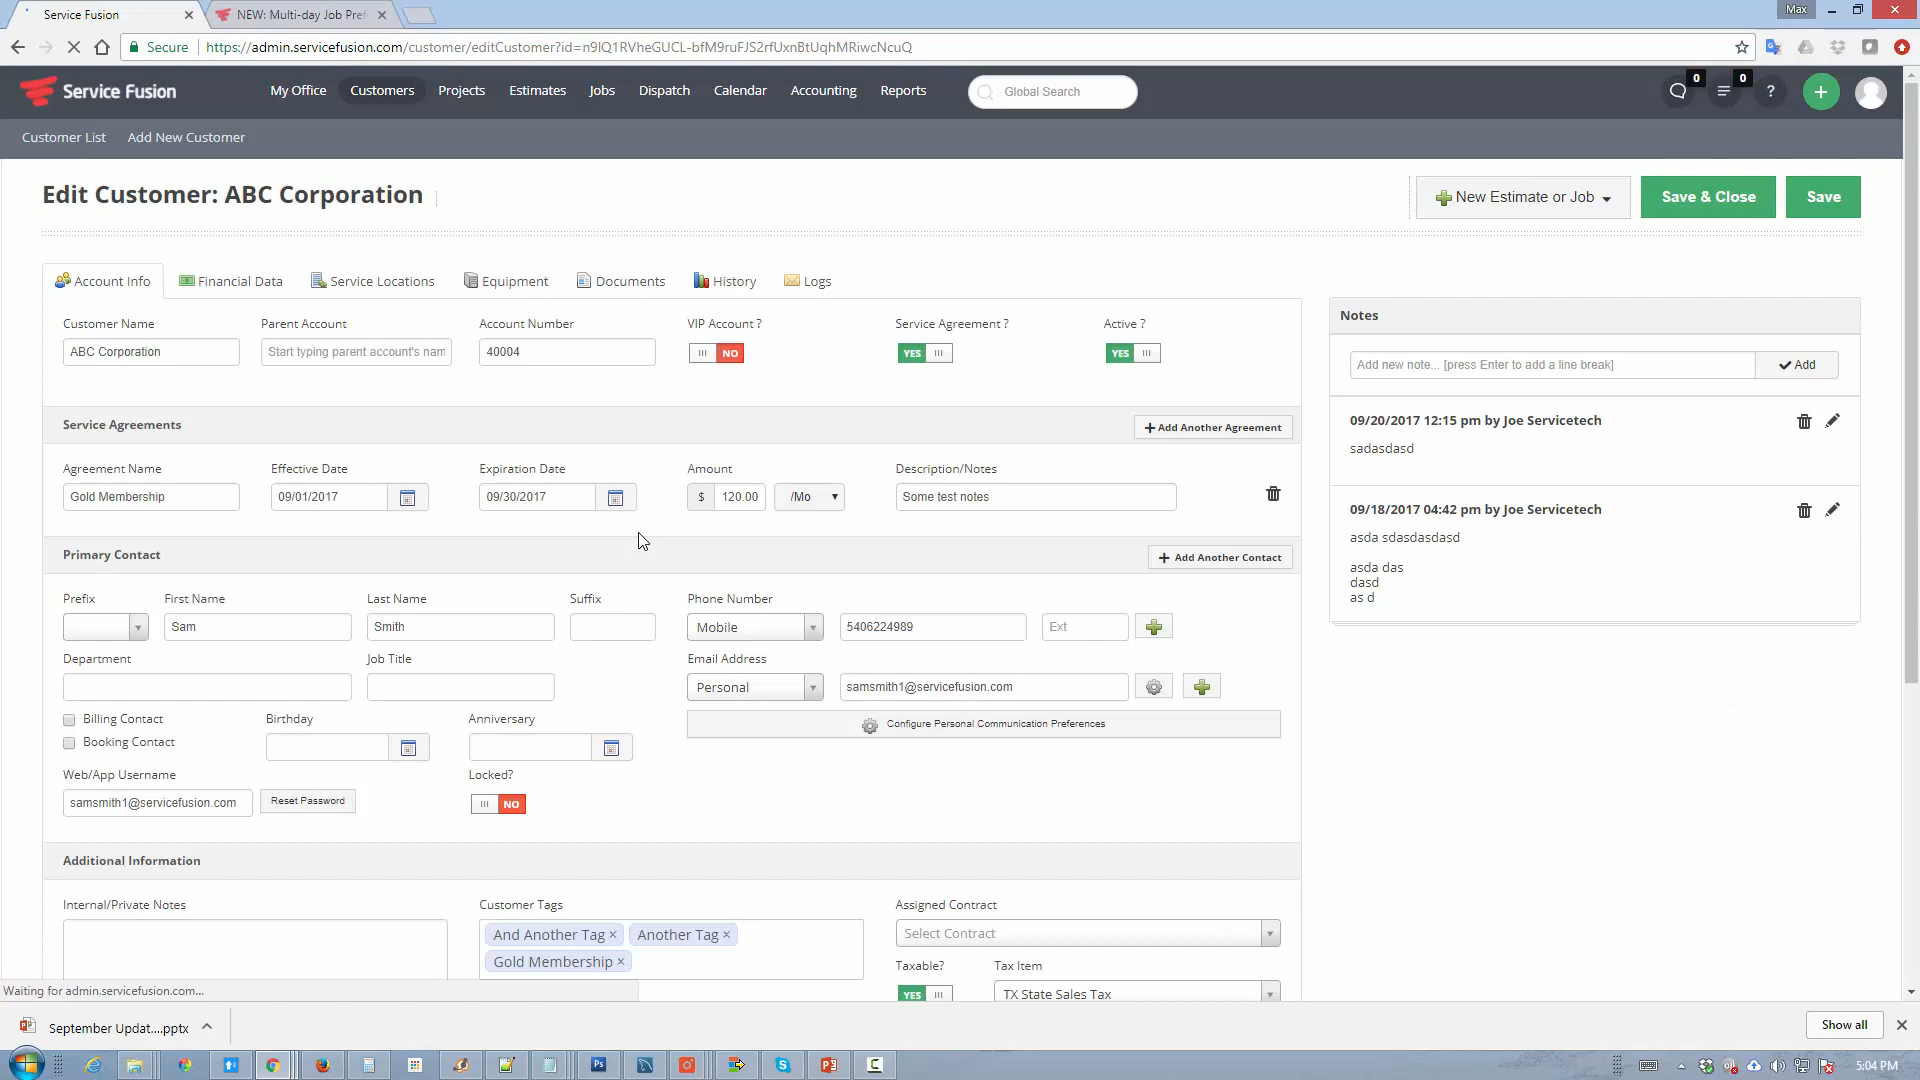 Service Fusion
NEW: Multi-day Job Pref
Max
Secure
https://admin.servicefusion.com/customer/editCustomer?id=n9IQ1RVheGUCL-bfM9ruFJS2rfUxnBtUqhMRiwcNcuQ
Service Fusion
My Office
Customers
Projects
Estimates
Jobs
Dispatch
Calendar
Accounting
Reports
Global Search
0
0
?
Customer List
Add New Customer
Edit Customer: ABC Corporation
New Estimate or Job
Save & Close
Save
Account Info
Financial Data
Service Locations
Equipment
Documents
History
Logs
Customer Name
Parent Account
Account Number
VIP Account ?
Service Agreement ?
Active ?
ABC Corporation
Start typing parent account's nam
40004
NO
YES
YES
Service Agreements
Add Another Agreement
Agreement Name
Effective Date
Expiration Date
Amount
Description/Notes
Gold Membership
09/01/2017
09/30/2017
$ 120.00
/Mo
Some test notes
Primary Contact
Add Another Contact
Prefix
First Name
Last Name
Suffix
Phone Number
Sam
Smith
Mobile
5406224989
Ext
Department
Job Title
Email Address
Personal
samsmith1@servicefusion.com
Billing Contact
Booking Contact
Birthday
Anniversary
Configure Personal Communication Preferences
Web/App Username
Locked?
samsmith1@servicefusion.com
Reset Password
NO
Additional Information
Internal/Private Notes
Customer Tags
Assigned Contract
And Another Tag
Another Tag
Gold Membership
Select Contract
Taxable?
Tax Item
YES
TX State Sales Tax
Notes
Add new note... [press Enter to add a line break]
Add
09/20/2017 12:15 pm by Joe Servicetech
sadasdasd
09/18/2017 04:42 pm by Joe Servicetech
asda sdasdasdasd
asda das
dasd
as d
Waiting for admin.servicefusion.com...
September Updat....pptx
Show all
5:04 PM